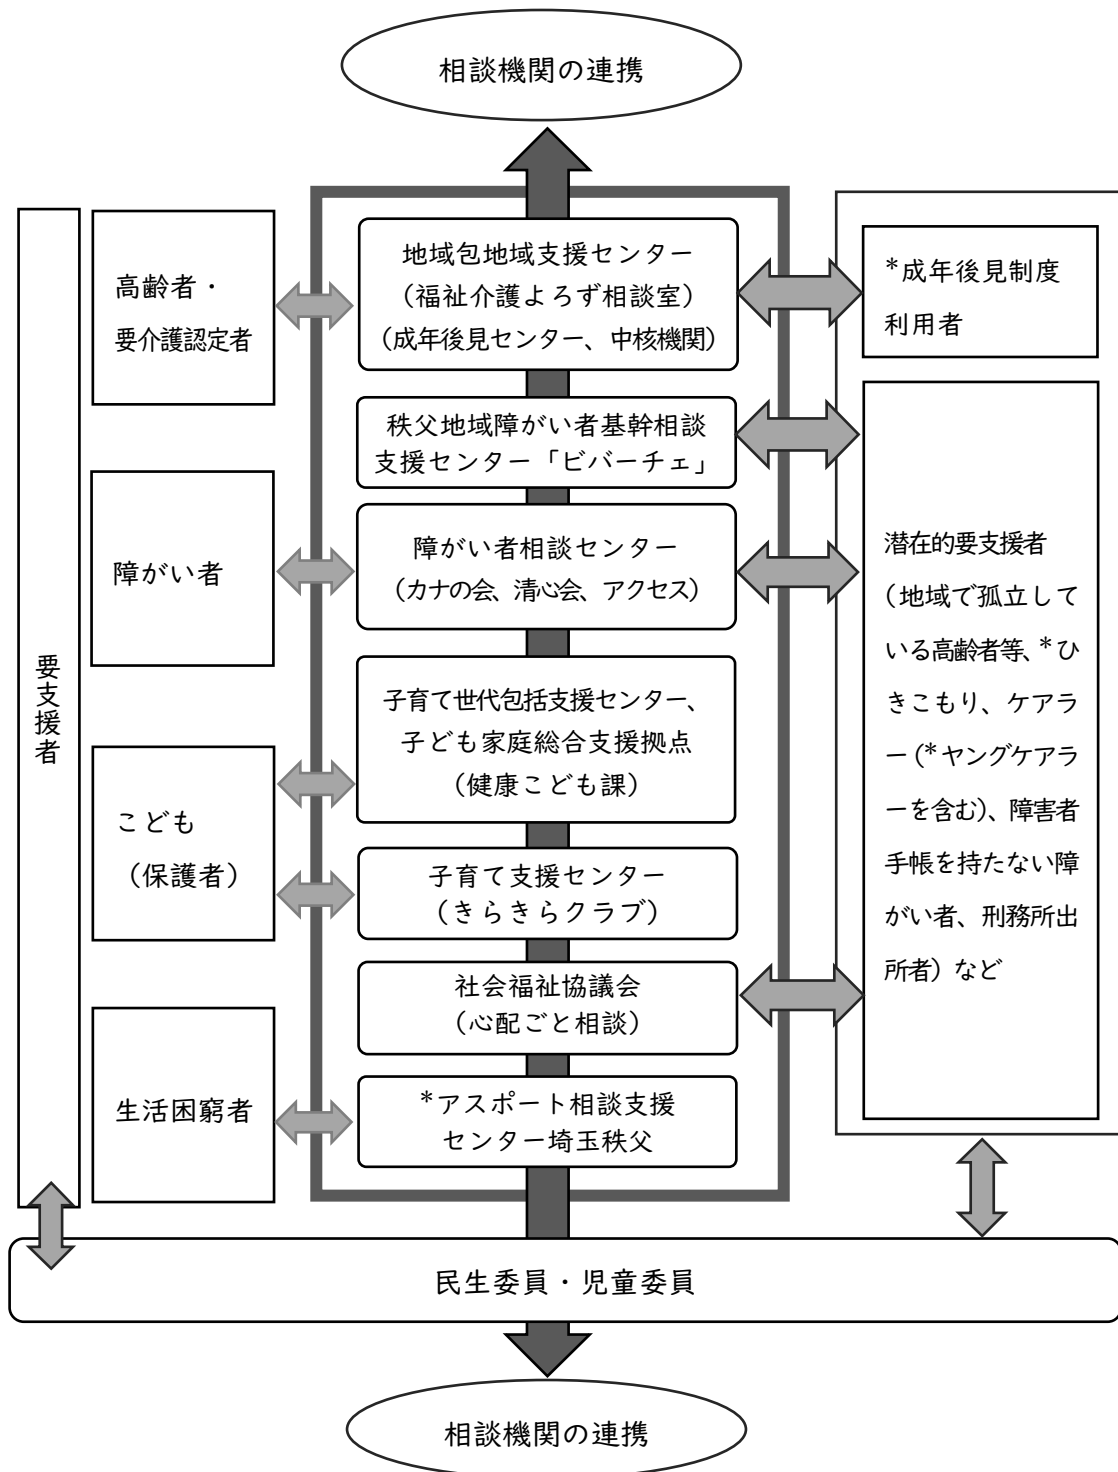 相談機関の連携
要支援者
高齢者・
要介護認定者
障がい者
こども
（保護者）
生活困窮者
地域包地域支援センター
（福祉介護よろず相談室）
（成年後見センター、中核機関）
秩父地域障がい者基幹相談
支援センター「ビバーチェ」
障がい者相談センター
（カナの会、清心会、アクセス）
子育て世代包括支援センター、
子ども家庭総合支援拠点
（健康こども課）
子育て支援センター
（きらきらクラブ）
社会福祉協議会
（心配ごと相談）
*アスポート相談支援
センター埼玉秩父
*成年後見制度
利用者
潜在的要支援者
（地域で孤立して
いる高齢者等、*ひ
きこもり、ケアラ
ー（*ヤングケアラ
ーを含む）、障害者
手帳を持たない障
がい者、刑務所出
所者）など
民生委員・児童委員
相談機関の連携